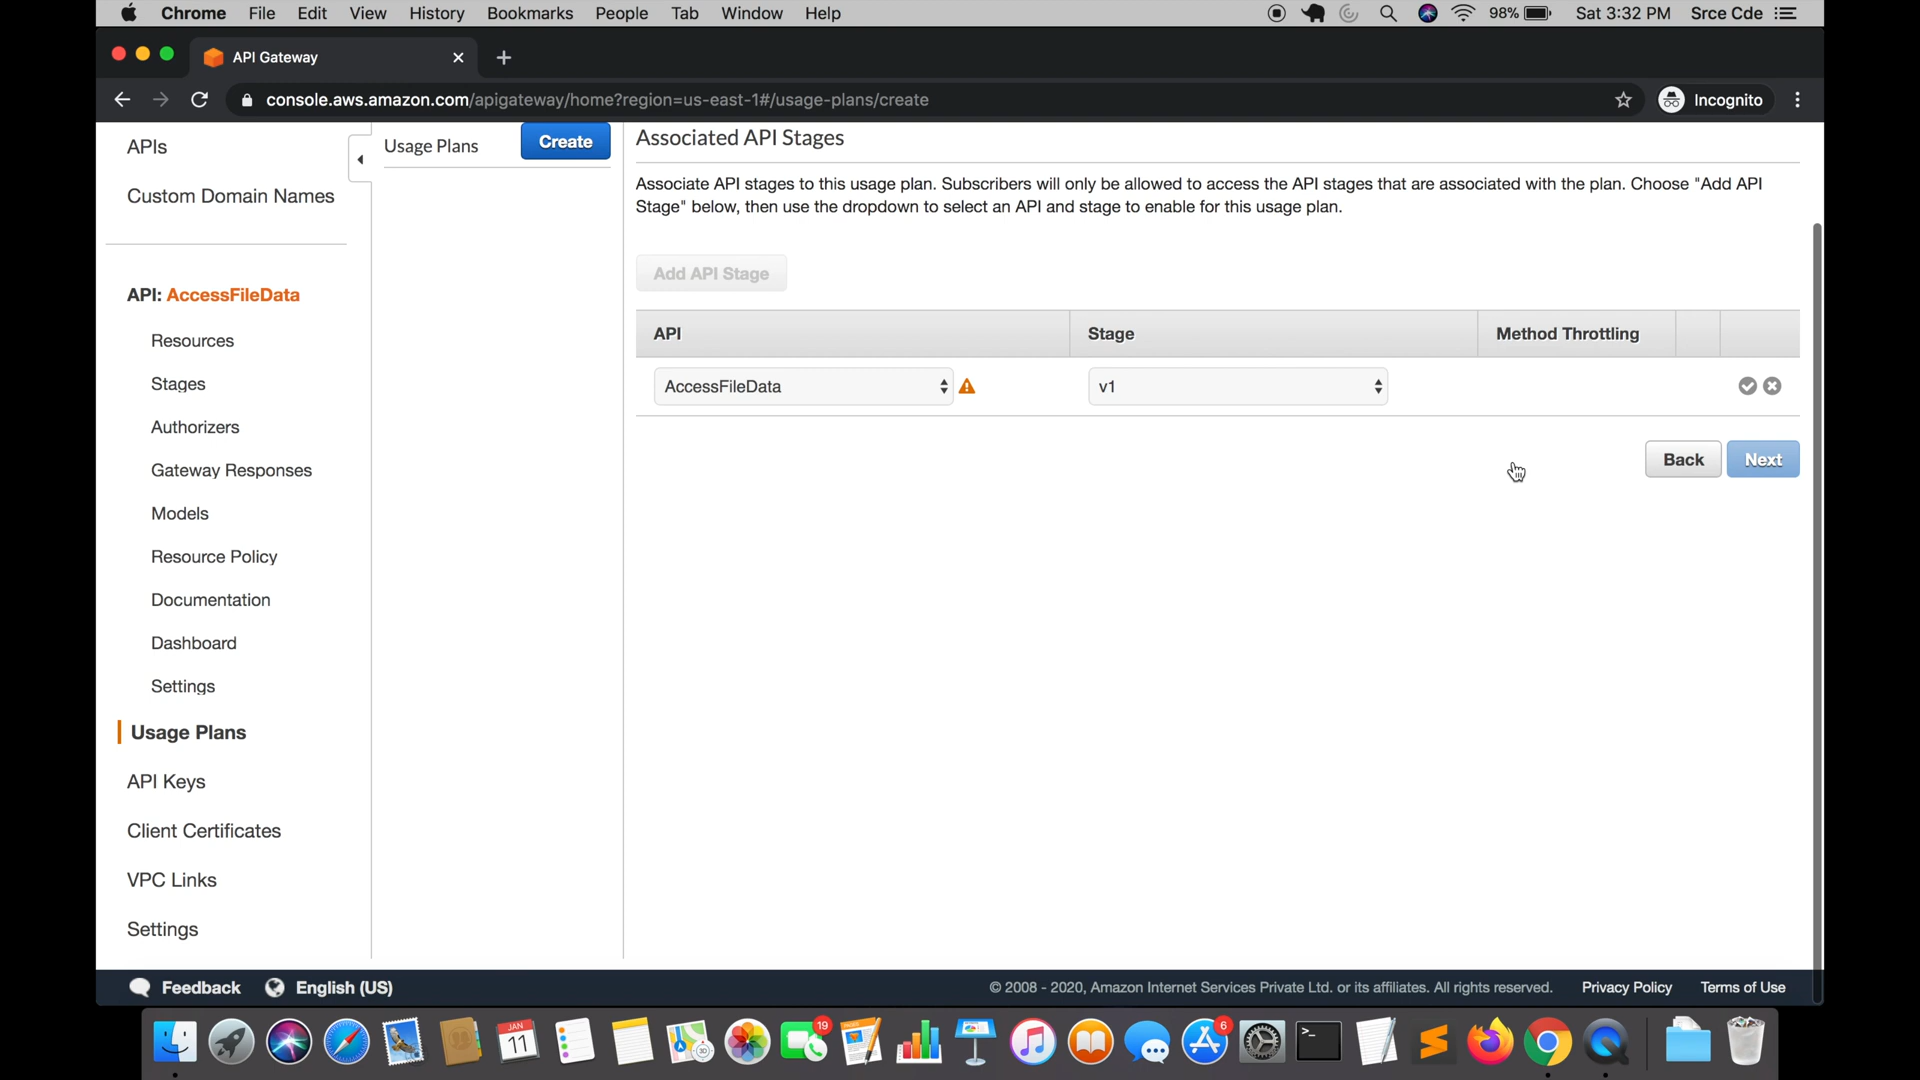 Chrome File Edit View History Bookmarks People Tab Window Help 98% Sat 3:32 PM Srce Cde
API Gateway
console.aws.amazon.com/apigateway/home?region=us-east-1#/usage-plans/create Incognito
APIs
Custom Domain Names
API: AccessFileData
Resources
Stages
Authorizers
Gateway Responses
Models
Resource Policy
Documentation
Dashboard
Settings
Usage Plans
API Keys
Client Certificates
VPC Links
Settings
Usage Plans Create
Associated API Stages
Associate API stages to this usage plan. Subscribers will only be allowed to access the API stages that are associated with the plan. Choose "Add API
Stage" below, then use the dropdown to select an API and stage to enable for this usage plan.
Add API Stage
API Stage Method Throttling
AccessFileData v1
Back Next
Feedback English (US) © 2008 - 2020, Amazon Internet Services Private Ltd. or its affiliates. All rights reserved. Privacy Policy Terms of Use
JAN
11
19
6